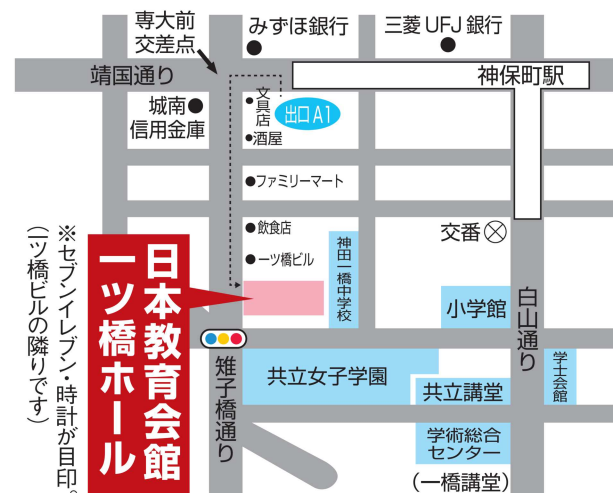 専大前
交差点
みずほ銀行
三菱UFJ銀行
靖国通り
神保町駅
城南
信用金庫
文具店
出口A1
酒屋
ファミリーマート
飲食店
一ツ橋ビル
神田一橋中学校
交番
小学館
白山通り
日本教育会館
一ツ橋ホール
※セブンイレブン・時計が目印。
（一ツ橋ビルの隣りです）
雉子橋通り
共立女子学園
共立講堂
学士会館
学術総合
センター
(一橋講堂)